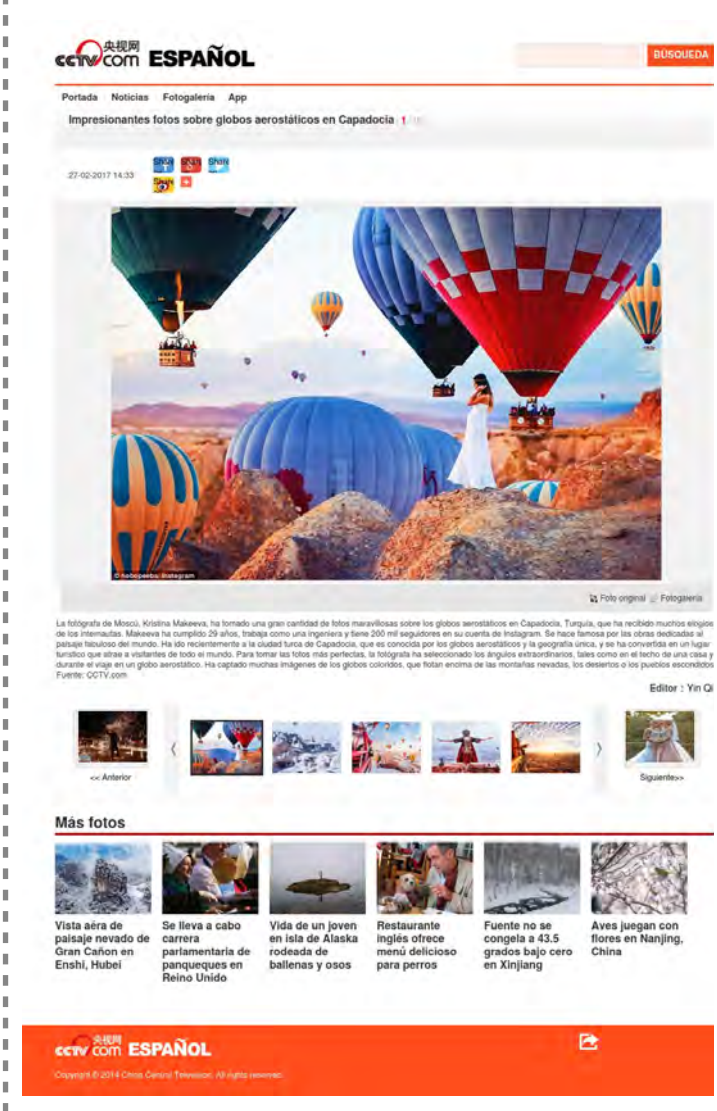 央视网
cctv com ESPAÑOL
BÚSQUEDA
Portada Noticias Fotogalería App
Impresionantes fotos sobre globos aerostáticos en Capadocia 1
27-02-2017 14:33
Share Share Share
Share
© hobopeeba/ Instagram
Foto original Fotogalería
La fotógrafa de Moscú, Kristina Makeeva, ha tomado una gran cantidad de fotos maravillosas sobre los globos aerostáticos en Capadocia, Turquía, que ha recibido muchos elogios
de los internautas. Makeeva ha cumplido 29 años, trabaja como una ingeniera y tiene 200 mil seguidores en su cuenta de Instagram. Se hace famosa por las obras dedicadas al
paisaje fabuloso del mundo. Ha ido recientemente a la ciudad turca de Capadocia, que es conocida por los globos aerostáticos y la geografía única, y se ha convertida en un lugar
turístico que atrae a visitantes de todo el mundo. Para tomar las fotos más perfectas, la fotógrafa ha seleccionado los ángulos extraordinarios, tales como en el techo de una casa y
durante el viaje en un globo aerostático. Ha captado muchas imágenes de los globos coloridos, que flotan encima de las montañas nevadas, los desiertos o los pueblos escondidos
Fuente: CCTV.com
Editor : Yin Qi
<< Anterior
Siguiente>>
Más fotos
Vista aéra de
paisaje nevado de
Gran Cañon en
Enshi, Hubei
Se lleva a cabo
carrera
parlamentaria de
panqueques en
Reino Unido
Vida de un joven
en isla de Alaska
rodeada de
ballenas y osos
Restaurante
inglés ofrece
menú delicioso
para perros
Fuente no se
congela a 43.5
grados bajo cero
en Xinjiang
Aves juegan con
flores en Nanjing,
China
央视网
cctv com ESPAÑOL
Copyright © 2014 China Central Television. All rights reserved.